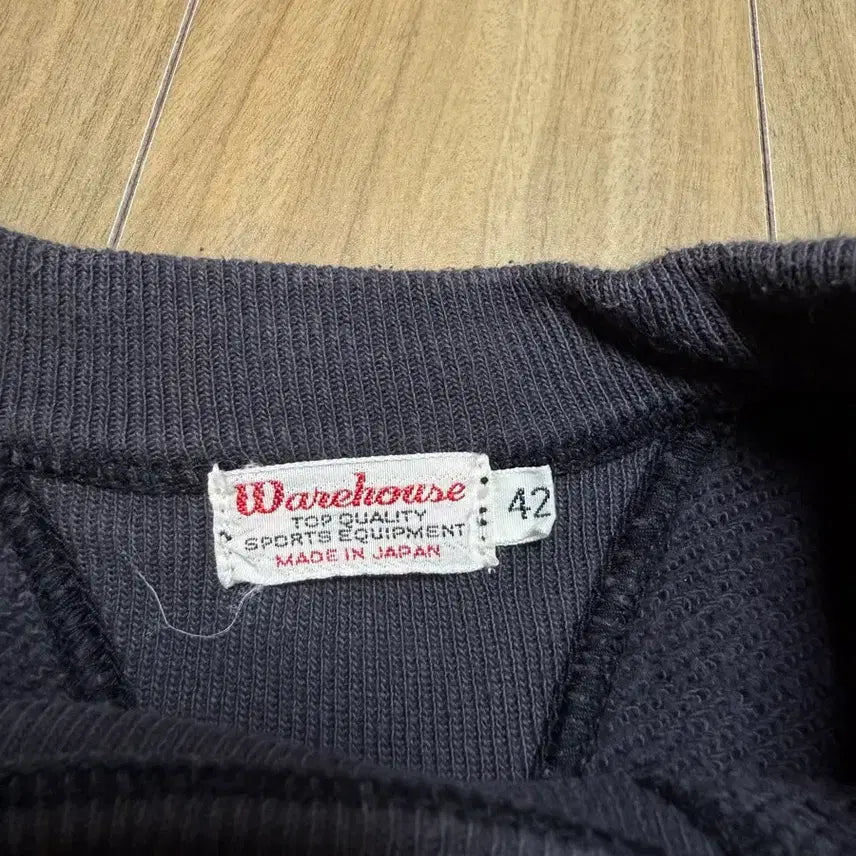 Warehouse
TOP QUALITY
SPORTS EQUIPMENT
MADE IN JAPAN
42